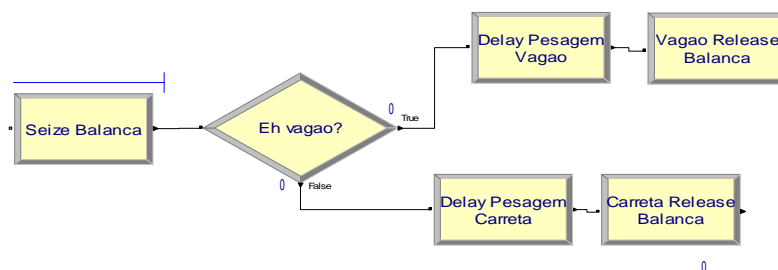 Delay Pesagem
Vagao
Vagao Release
Balanca
0
True
Seize Balanca
Eh vagao?
0
False
Delay Pesagem
Carreta
Carreta Release
Balanca
0